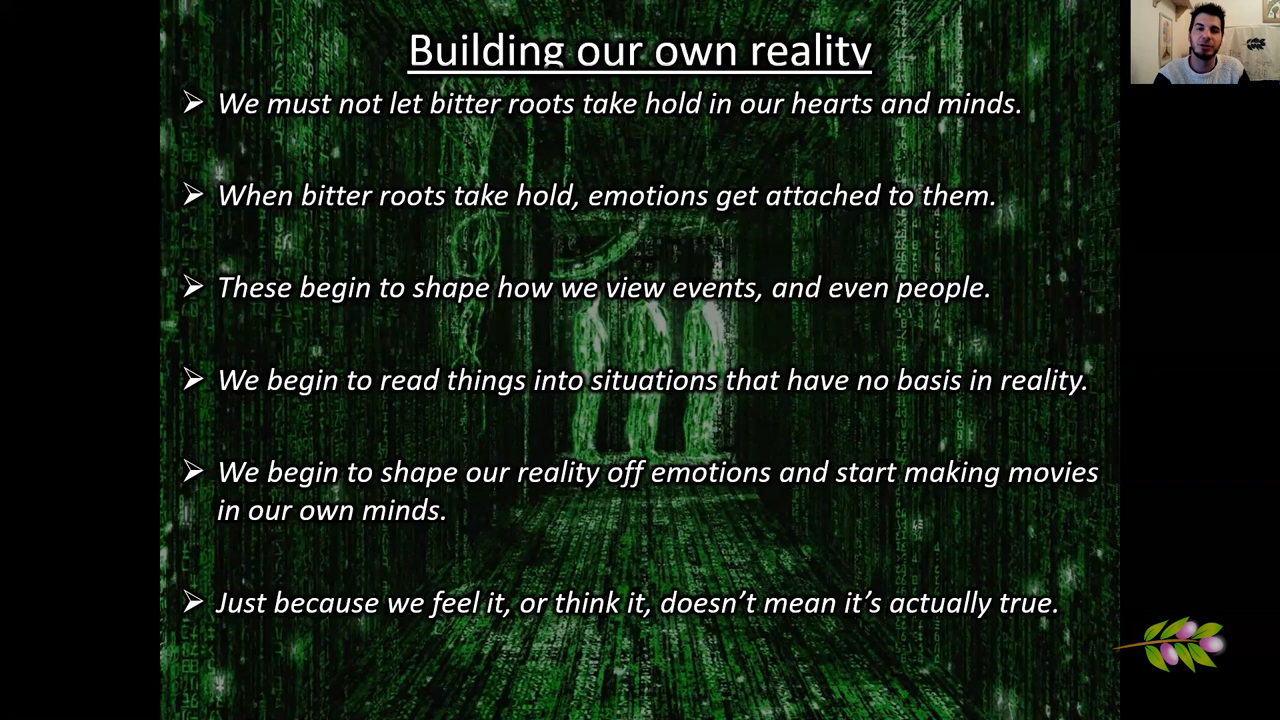 Building our own reality
➢ We must not let bitter roots take hold in our hearts and minds.
➢ When bitter roots take hold, emotions get attached to them.
➢ These begin to shape how we view events, and even people.
➢ We begin to read things into situations that have no basis in reality.
➢ We begin to shape our reality off emotions and start making movies
in our own minds.
➢ Just because we feel it, or think it, doesn’t mean it’s actually true.